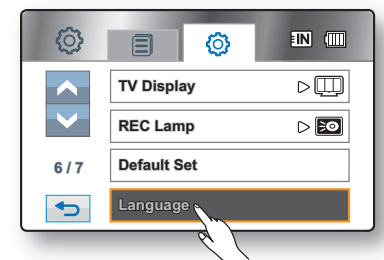 IN
TV Display
REC Lamp
6 / 7
Default Set
Language